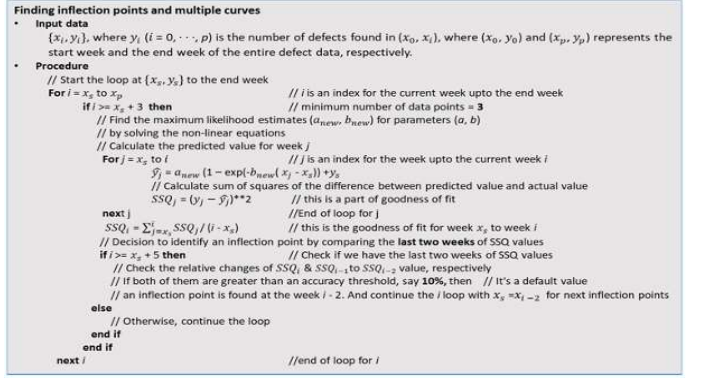 Finding inflection points and multiple curves
• Input data
{xᵢ, yᵢ}, where yᵢ (i = 0, · · ·, p) is the number of defects found in (x₀, xᵢ), where (x₀, y₀) and (xₚ, yₚ) represents the
start week and the end week of the entire defect data, respectively.
• Procedure
// Start the loop at {xₛ, yₛ} to the end week
For i = xₛ to xₚ // i is an index for the current week upto the end week
if i >= xₛ + 3 then // minimum number of data points = 3
// Find the maximum likelihood estimates (a_new, b_new) for parameters (a, b)
// by solving the non-linear equations
// Calculate the predicted value for week j
For j = xₛ to i // j is an index for the week upto the current week i
ŷⱼ = a_new (1 − exp(-b_new( xⱼ - xₛ)) +yₛ
// Calculate sum of squares of the difference between predicted value and actual value
SSQⱼ = (yⱼ − ŷⱼ)**2 // this is a part of goodness of fit
next j //End of loop for j
SSQᵢ = Σⁱⱼ₌ₓₛ SSQⱼ/ (i - xₛ) // this is the goodness of fit for week xₛ to week i
// Decision to identify an inflection point by comparing the last two weeks of SSQ values
if i >= xₛ + 5 then // Check if we have the last two weeks of SSQ values
// Check the relative changes of SSQᵢ & SSQᵢ₋₁ to SSQᵢ₋₂ value, respectively
// If both of them are greater than an accuracy threshold, say 10%, then // It's a default value
// an inflection point is found at the week i - 2. And continue the i loop with xₛ =xᵢ₋₂ for next inflection points
else
// Otherwise, continue the loop
end if
end if
next i //end of loop for i